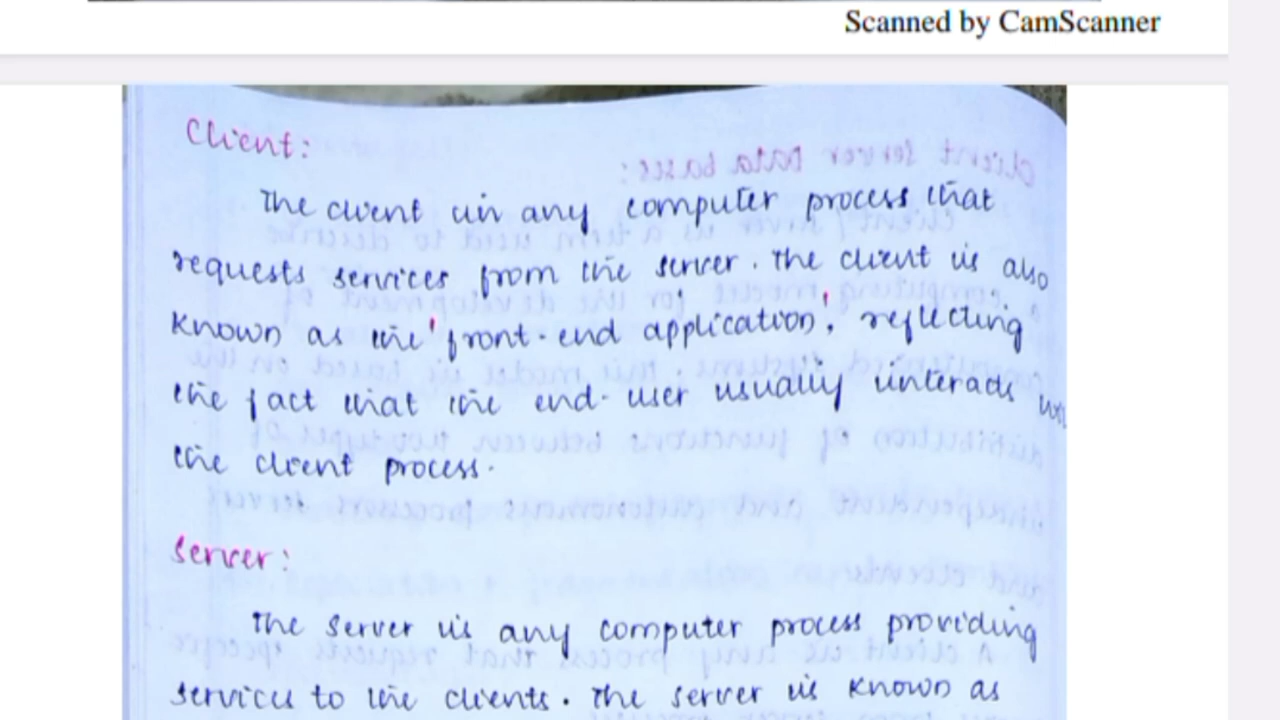 Scanned by CamScanner
Client:
The client is any computer process that
requests services from the server. The client is also
known as the 'front-end application', reflecting
the fact that the end-user usually interacts
the client process.
Server:
The server is any computer process providing
services to the clients. The server is known as